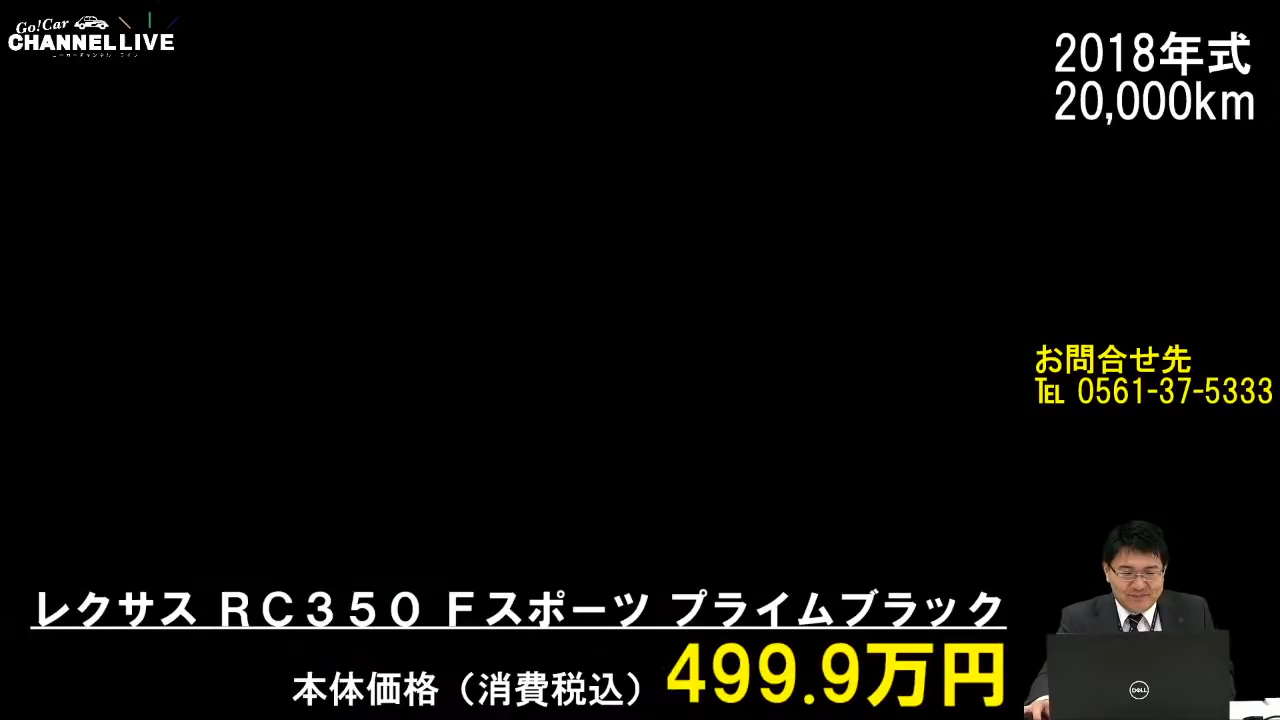 Go!Car
CHANNEL LIVE
2018年式
20,000km
お問合せ先
℡ 0561-37-5333
レクサス ＲＣ３５０ Ｆスポーツ プライムブラック
本体価格（消費税込） 499.9万円
DELL